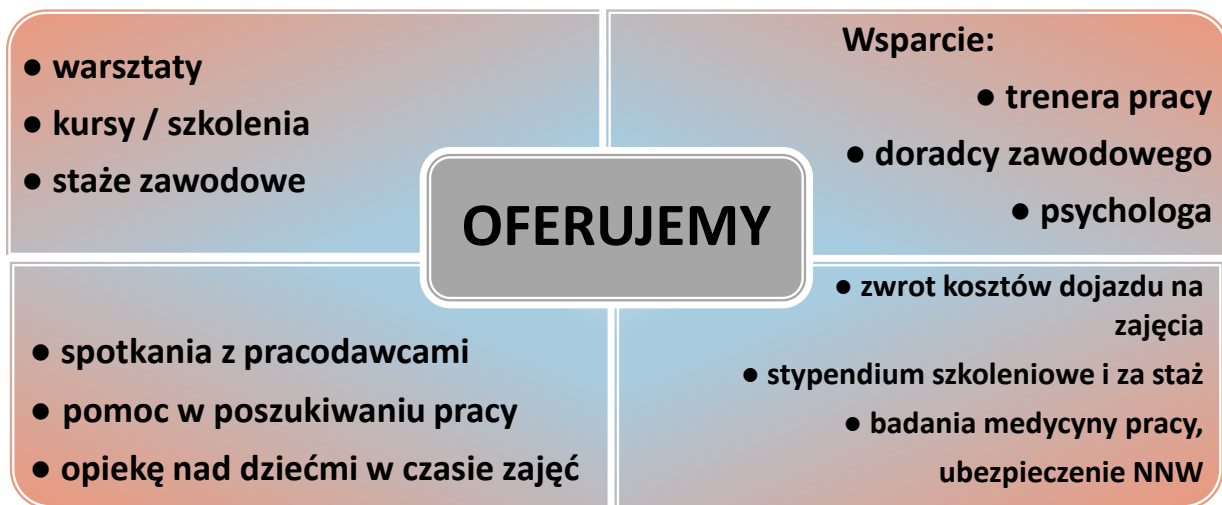 ● warsztaty
● kursy / szkolenia
● staże zawodowe
Wsparcie:
● trenera pracy
● doradcy zawodowego
● psychologa
OFERUJEMY
● spotkania z pracodawcami
● pomoc w poszukiwaniu pracy
● opiekę nad dziećmi w czasie zajęć
● zwrot kosztów dojazdu na
zajęcia
● stypendium szkoleniowe i za staż
● badania medycyny pracy,
ubezpieczenie NNW